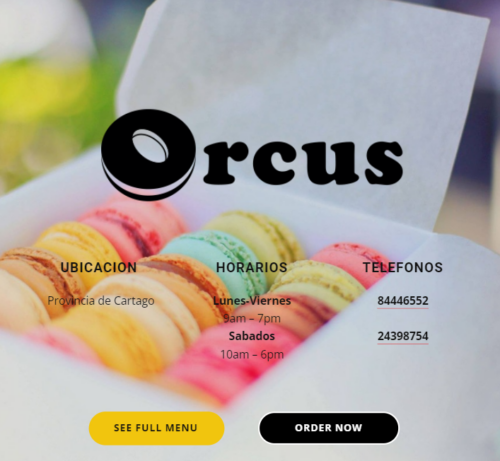 Orcus
UBICACION
Provincia de Cartago
HORARIOS
Lunes-Viernes
9am – 7pm
Sabados
10am – 6pm
TELEFONOS
84446552
24398754
SEE FULL MENU
ORDER NOW